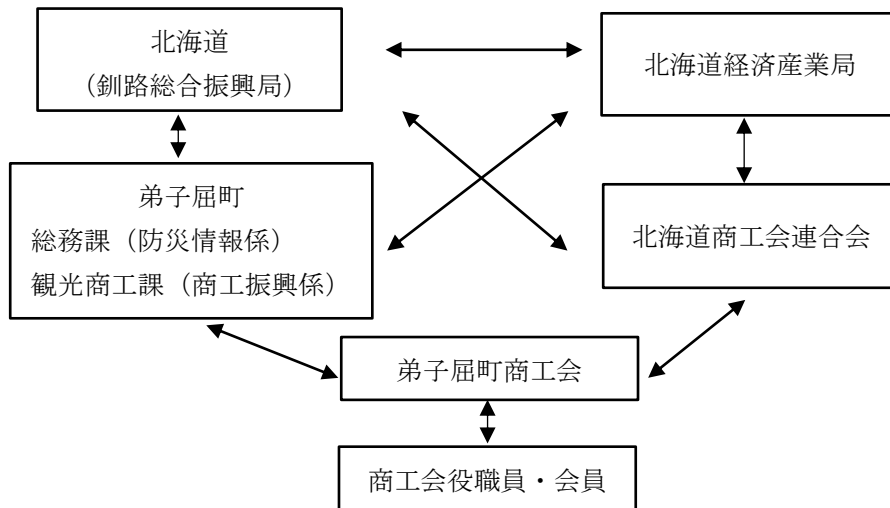 北海道
(釧路総合振興局)
北海道経済産業局
弟子屈町
総務課(防災情報係)
観光商工課(商工振興係)
北海道商工会連合会
弟子屈町商工会
商工会役職員・会員